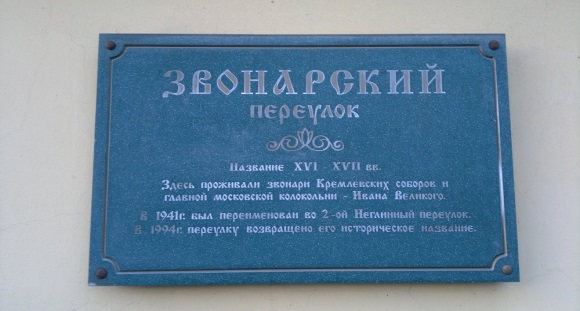 ЗВОНАРСКИЙ
ПЕРЕУЛОК
Название XVI - XVII вв.
Здесь проживали звонари Кремлевских соборов и
главной московской колокольни - Ивана Великого.
В 1941г. был переименован во 2-ой Неглинный переулок.
В 1994г. переулку возвращено его историческое название.